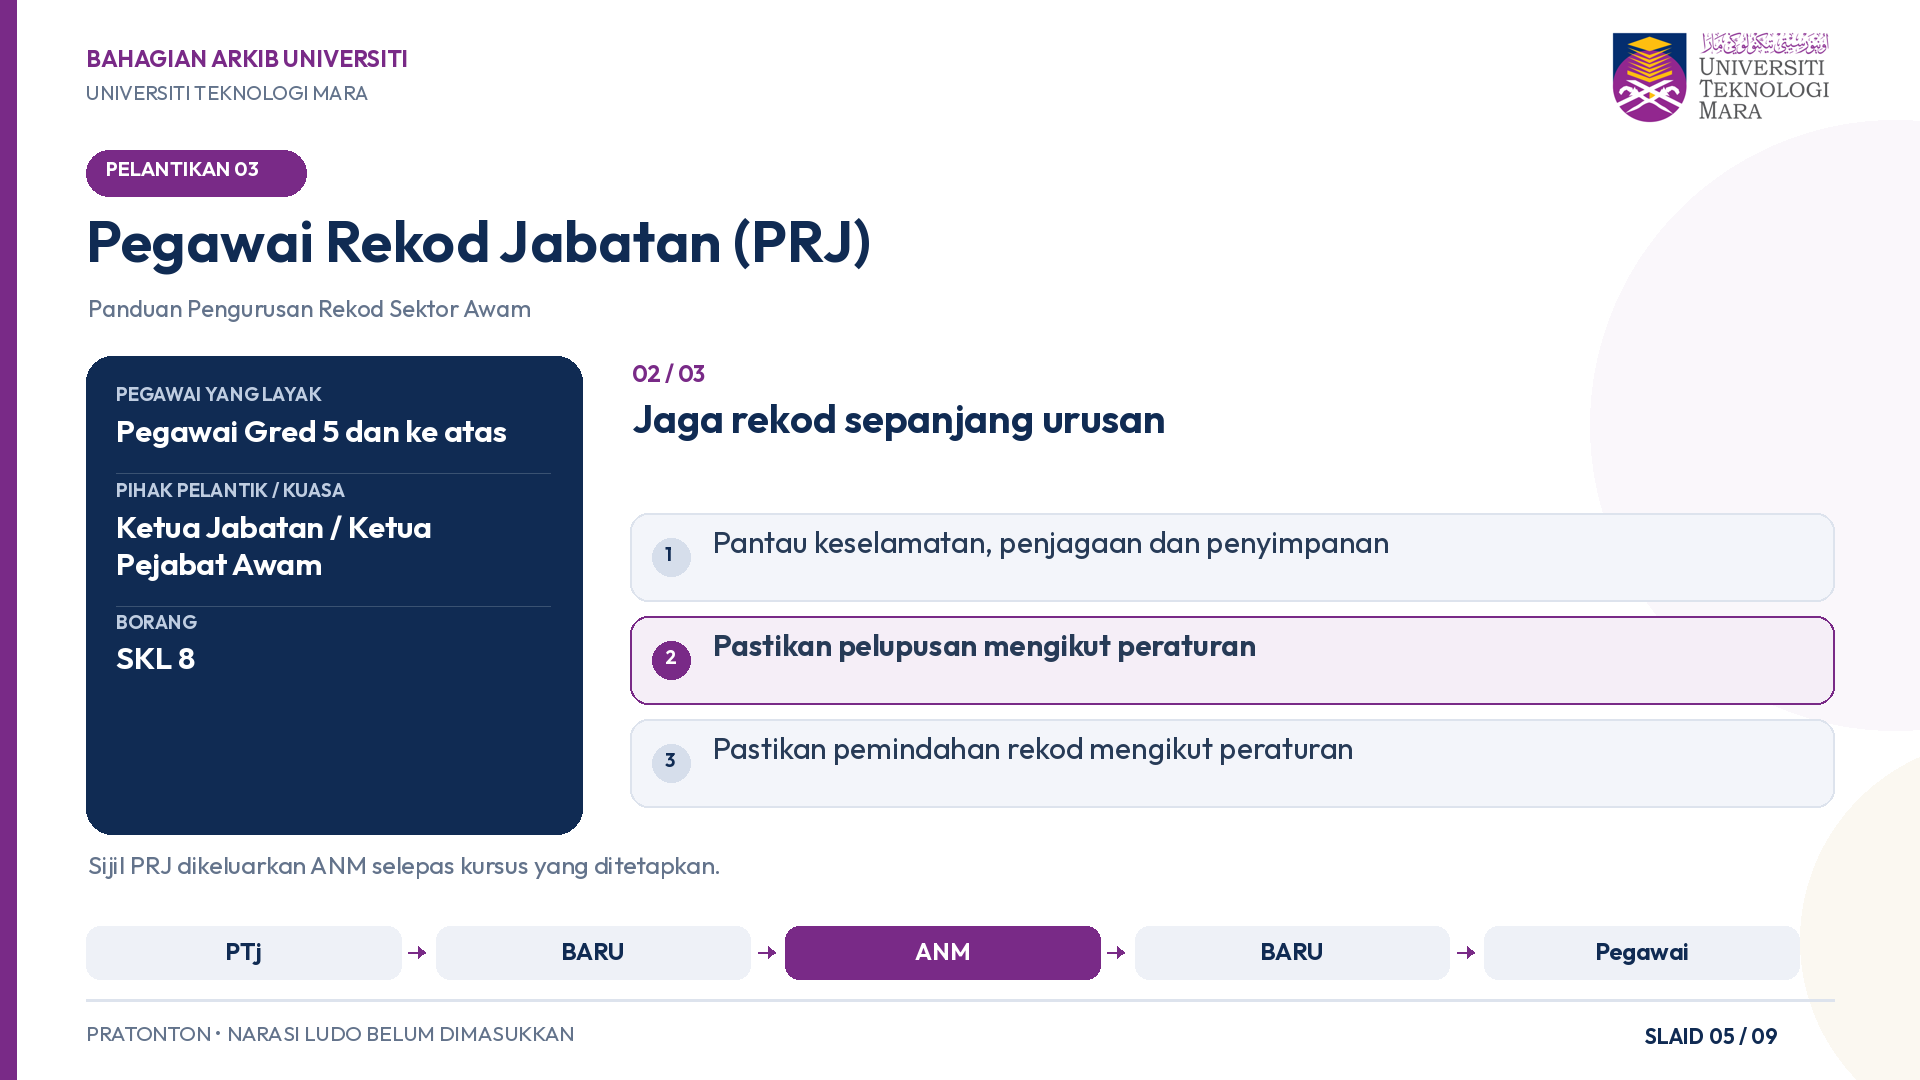 BAHAGIAN ARKIB UNIVERSITI
UNIVERSITI TEKNOLOGI MARA
اونيۏرسيتي تيكنولوݢي مارا
UNIVERSITI
TEKNOLOGI
MARA
PELANTIKAN 03
Pegawai Rekod Jabatan (PRJ)
Panduan Pengurusan Rekod Sektor Awam
PEGAWAI YANG LAYAK
Pegawai Gred 5 dan ke atas
PIHAK PELANTIK / KUASA
Ketua Jabatan / Ketua
Pejabat Awam
BORANG
SKL 8
02 / 03
Jaga rekod sepanjang urusan
1 Pantau keselamatan, penjagaan dan penyimpanan
2 Pastikan pelupusan mengikut peraturan
3 Pastikan pemindahan rekod mengikut peraturan
Sijil PRJ dikeluarkan ANM selepas kursus yang ditetapkan.
PTj → BARU → ANM → BARU → Pegawai
PRATONTON • NARASI LUDO BELUM DIMASUKKAN
SLAID 05 / 09